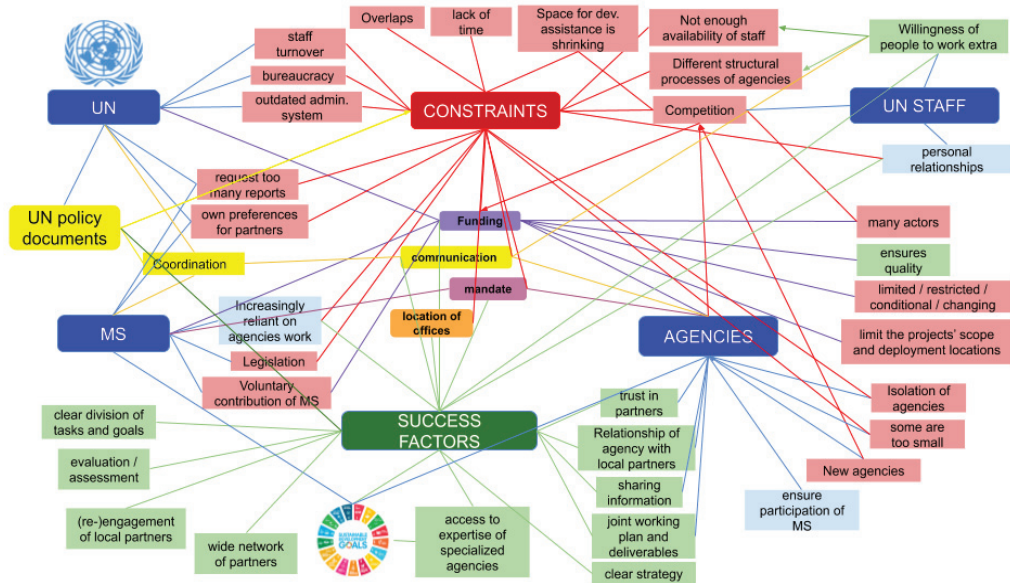 Overlaps
lack of
time
Space for dev.
assistance is
shrinking
Not enough
availability of staff
Willingness of
people to work extra
staff
turnover
bureaucracy
outdated admin.
system
UN
CONSTRAINTS
Different structural
processes of agencies
Competition
UN STAFF
personal
relationships
request too
many reports
own preferences
for partners
UN policy
documents
Coordination
Funding
communication
mandate
location of
cffices
many actors
ensures
quality
limited / restricted /
conditional / changing
limit the projects' scope
and deployment locations
MS
Increasingly
reliant on
agencies work
Legislation
Voluntary
contribution of MS
AGENCIES
Isolation of
agencies
some are
too small
New agencies
ensure
participation of
MS
SUCCESS
FACTORS
trust in
partners
Relationship of
agency with
local partners
sharing
information
joint working
plan and
deliverables
clear strategy
clear division of
tasks and goals
evaluation /
assessment
(re-)engagement
of local partners
wide network
of partners
SUSTAINABLE
DEVELOPMENT
GOALS
access to
expertise of
specialized
agencies